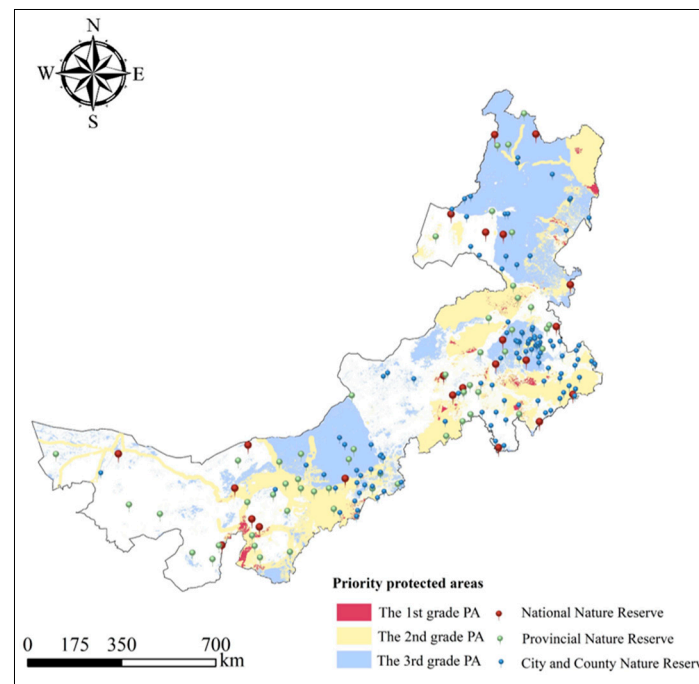 N
W E
S
Priority protected areas
The 1st grade PA National Nature Reserve
The 2nd grade PA Provincial Nature Reserve
The 3rd grade PA City and County Nature Reserv
0 175 350 700
km